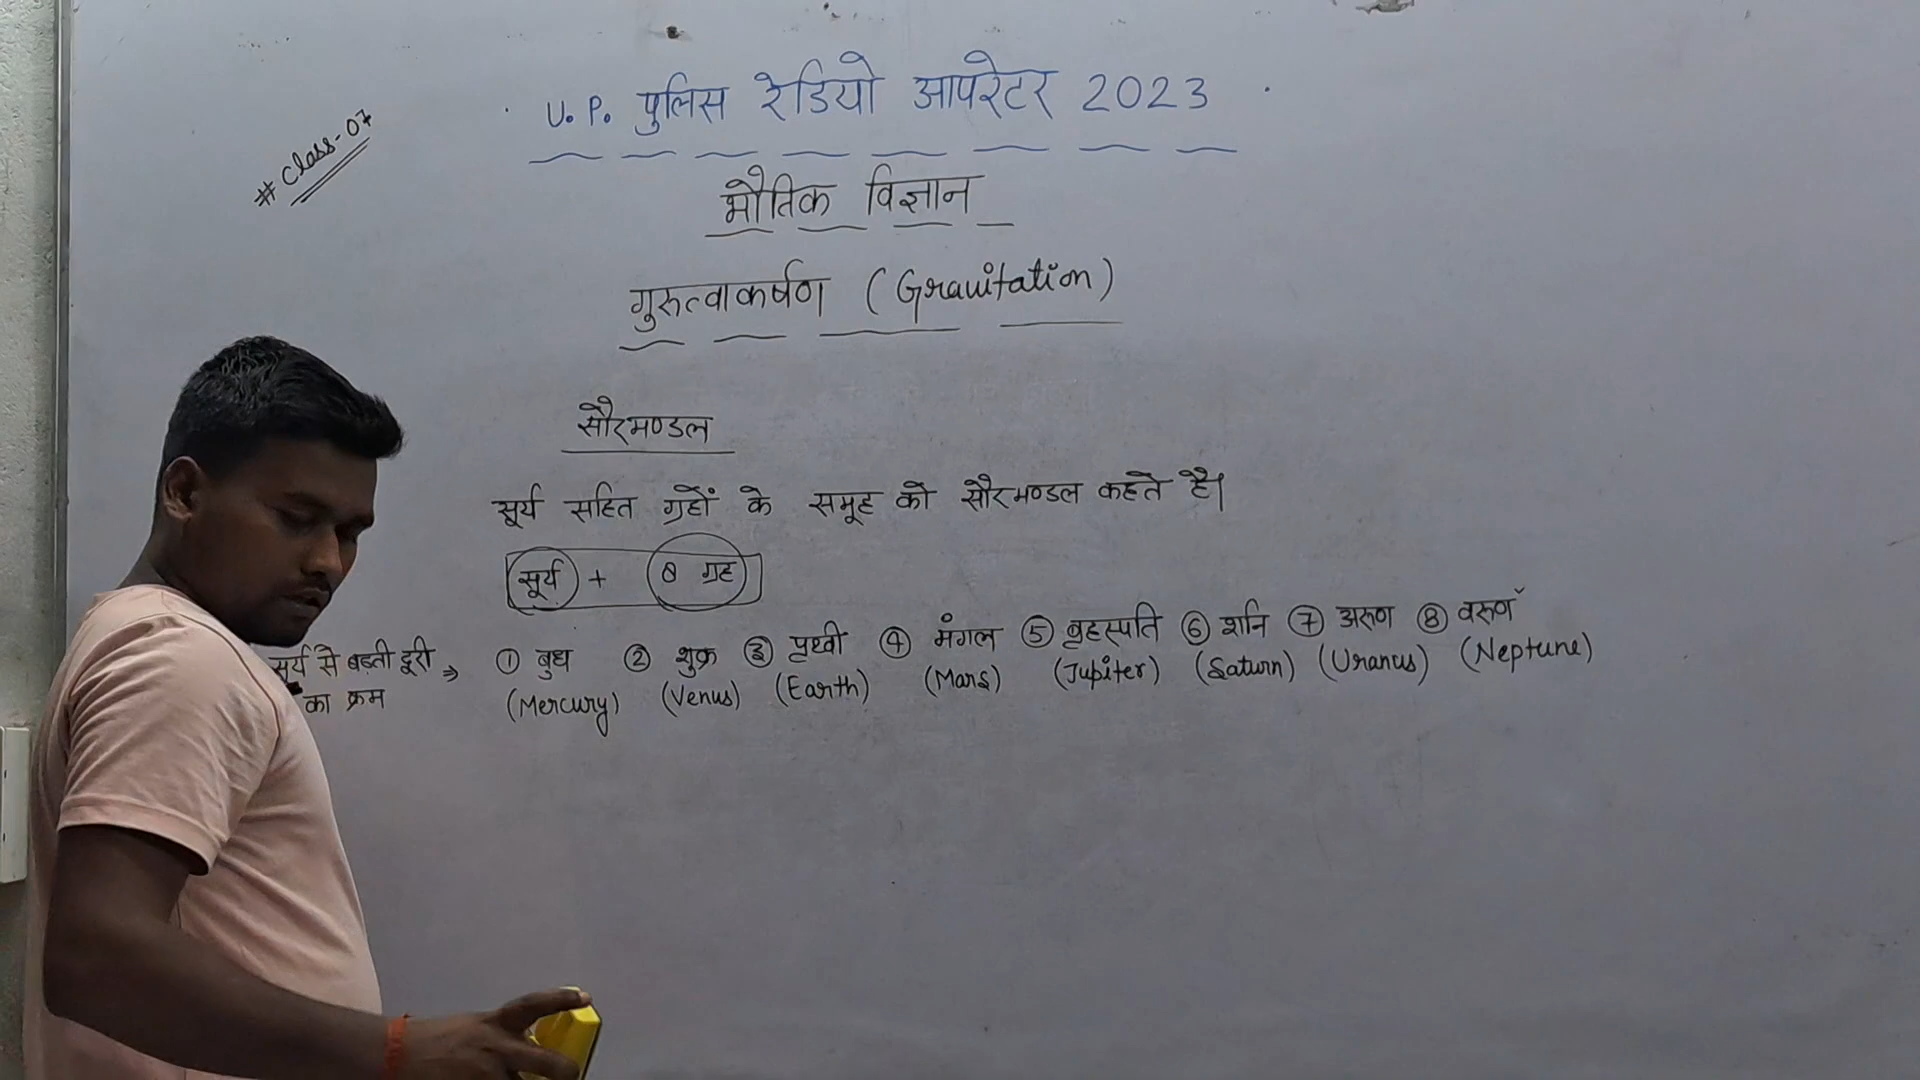 # Class-07
U.P. पुलिस रेडियो आपरेटर 2023
भौतिक विज्ञान
गुरुत्वाकर्षण (Gravitation)
सौरमण्डल
सूर्य सहित ग्रहों के समूह को सौरमण्डल कहते है।
सूर्य + 8 ग्रह
सूर्य से बढ़ती दूरी का क्रम ⇒ ① बुध ② शुक्र ③ पृथ्वी ④ मंगल ⑤ बृहस्पति ⑥ शनि ⑦ अरुण ⑧ वरुण
(Mercury) (Venus) (Earth) (Mars) (Jupiter) (Saturn) (Uranus) (Neptune)